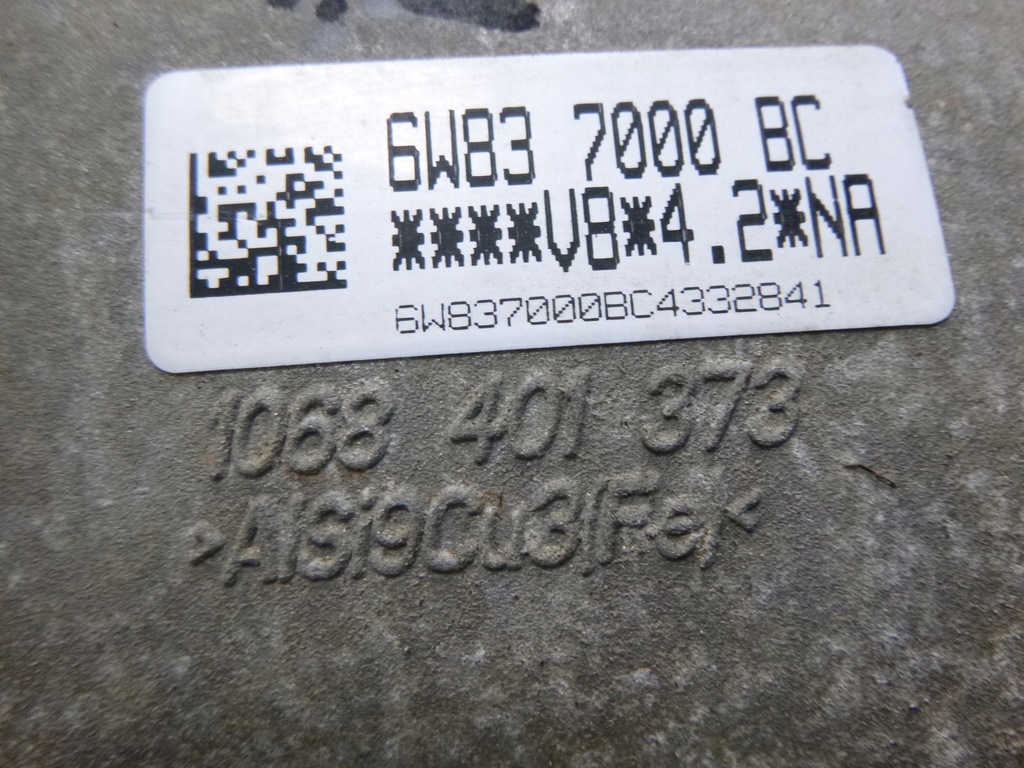 6W83 7000 BC
****V8*4.2*NA
6W837000BC4332841
1068 401 373
>AlSi9Cu3(Fe)<